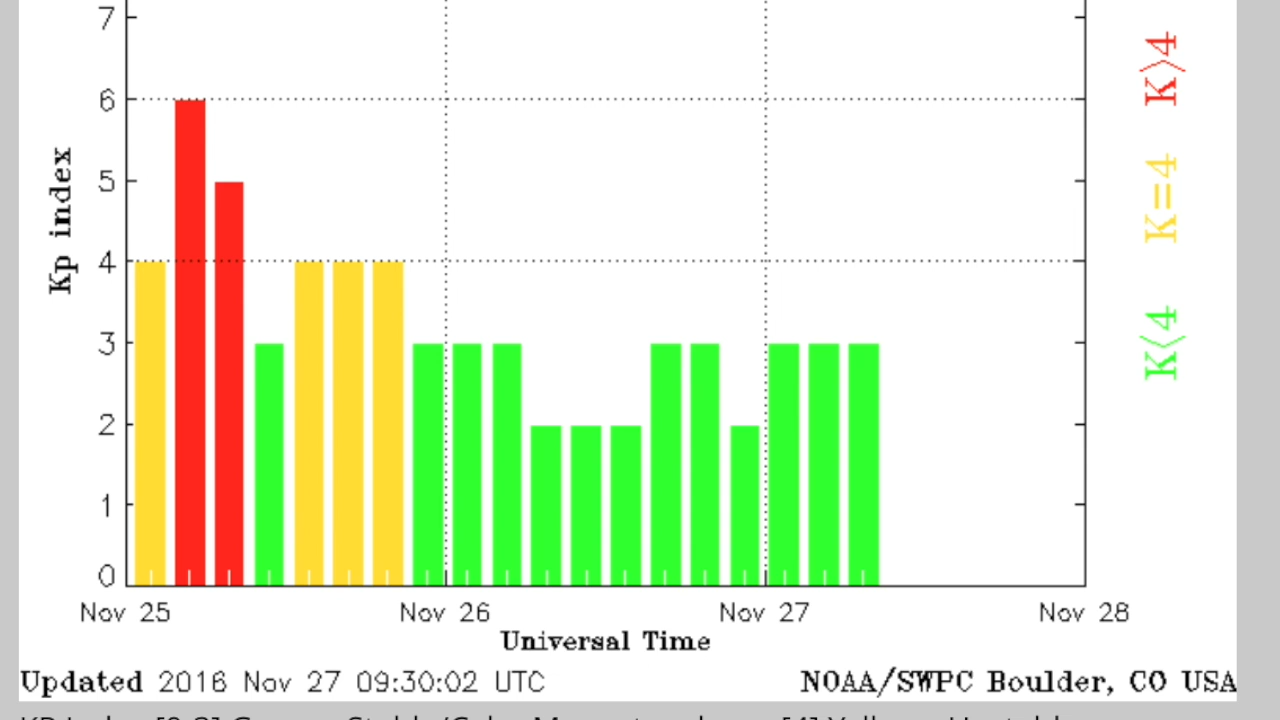 7
6
5
4
3
2
1
0
Kp index
K>4
K=4
K<4
Nov 25 Nov 26 Nov 27 Nov 28
Universal Time
Updated 2016 Nov 27 09:30:02 UTC NOAA/SWPC Boulder, CO USA